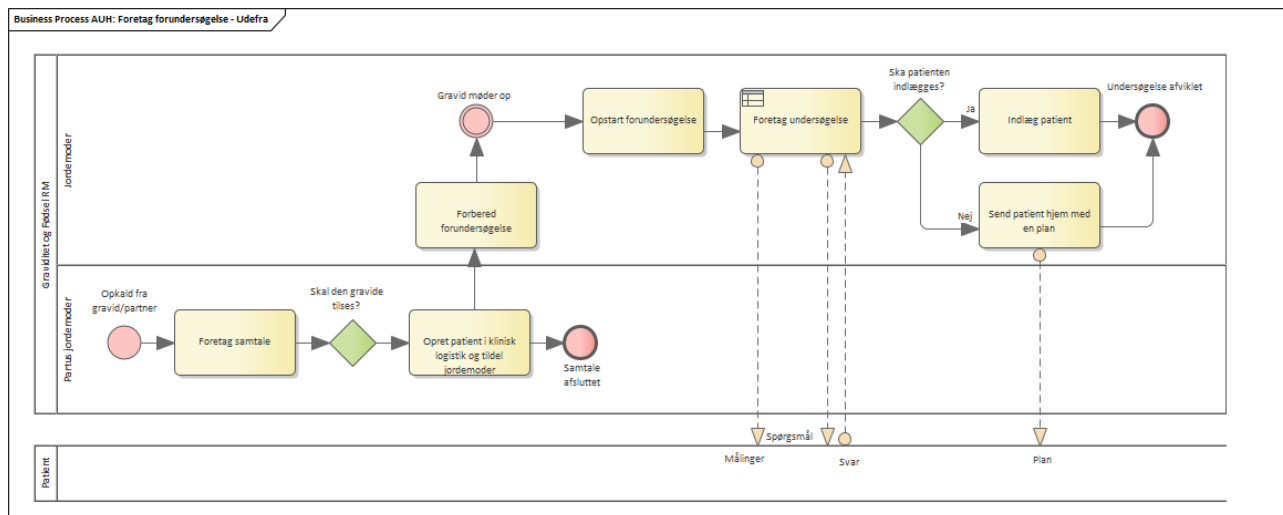 Business Process AUH: Foretag forundersøgelse - Udefra
Graviditet og Fødsel RM
Jordemoder
Gravid møder op
Opstart forundersøgelse
Foretag undersøgelse
Ska patienten
indlægges?
Ja
Indlæg patient
Undersøgelse afviklet
Forbered
forundersøgelse
Nej
Send patient hjem med
en plan
Partus jordemoder
Opkald fra
gravid/partner
Foretag samtale
Skal den gravide
tilses?
Opret patient i klinisk
logistik og tildel
jordemoder
Samtale
afsluttet
Spørgsmål
Målinger
Svar
Plan
Patient